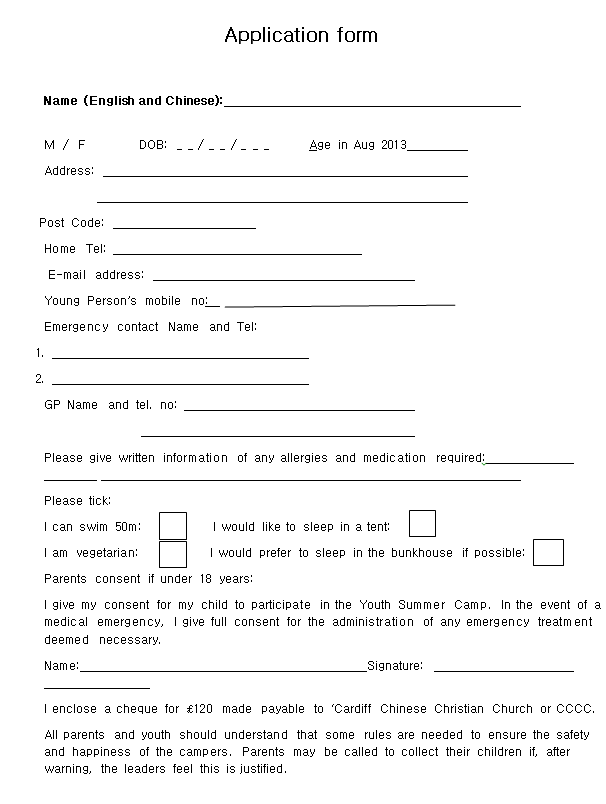 Application form
Name (English and Chinese):
M / F DOB: _ _ / _ _ / _ _ _ Age in Aug 2013
Address:
Post Code:
Home Tel:
E-mail address:
Young Person's mobile no:
Emergency contact Name and Tel:
1.
2.
GP Name and tel. no:
Please give written information of any allergies and medication required:
Please tick:
I can swim 50m: I would like to sleep in a tent:
I am vegetarian: I would prefer to sleep in the bunkhouse if possible:
Parents consent if under 18 years:
I give my consent for my child to participate in the Youth Summer Camp. In the event of a
medical emergency, I give full consent for the administration of any emergency treatment
deemed necessary.
Name: Signature:
I enclose a cheque for £120 made payable to ‘Cardiff Chinese Christian Church or CCCC.
All parents and youth should understand that some rules are needed to ensure the safety
and happiness of the campers. Parents may be called to collect their children if, after
warning, the leaders feel this is justified.